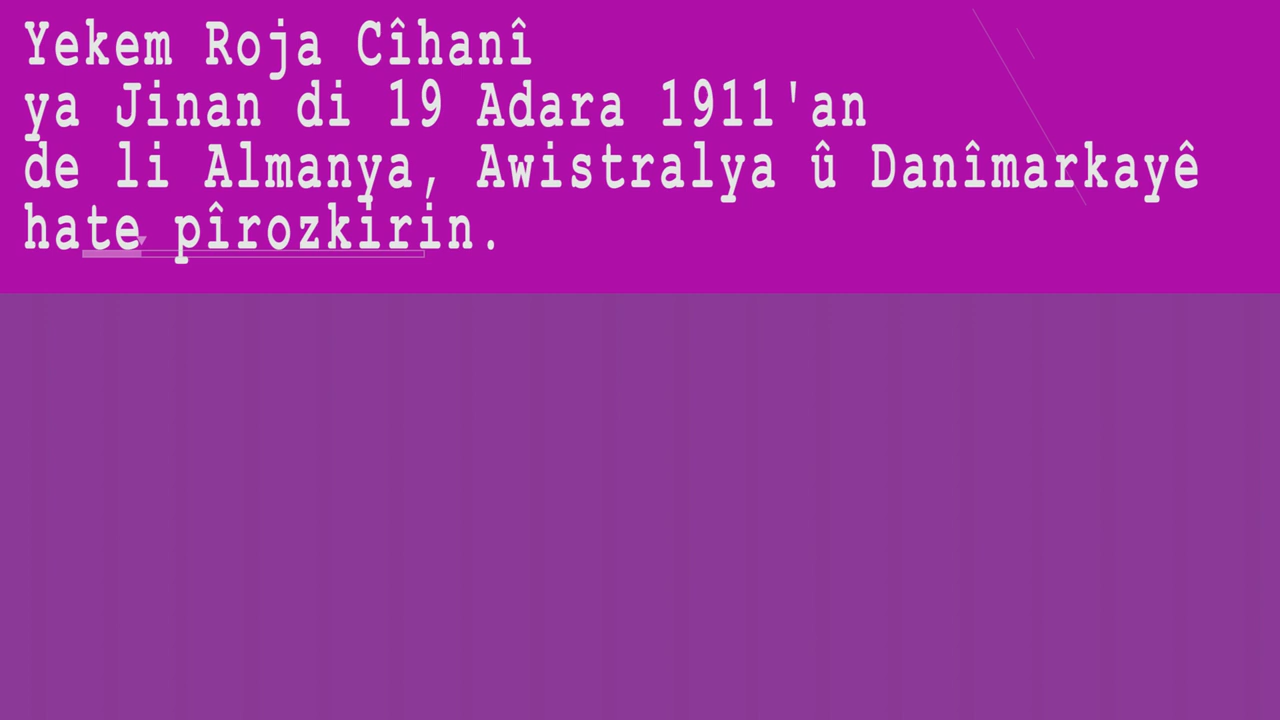 Yekem Roja Cîhanî
ya Jinan di 19 Adara 1911'an
de li Almanya, Awistralya û Danîmarkayê
hate pîrozkirin.